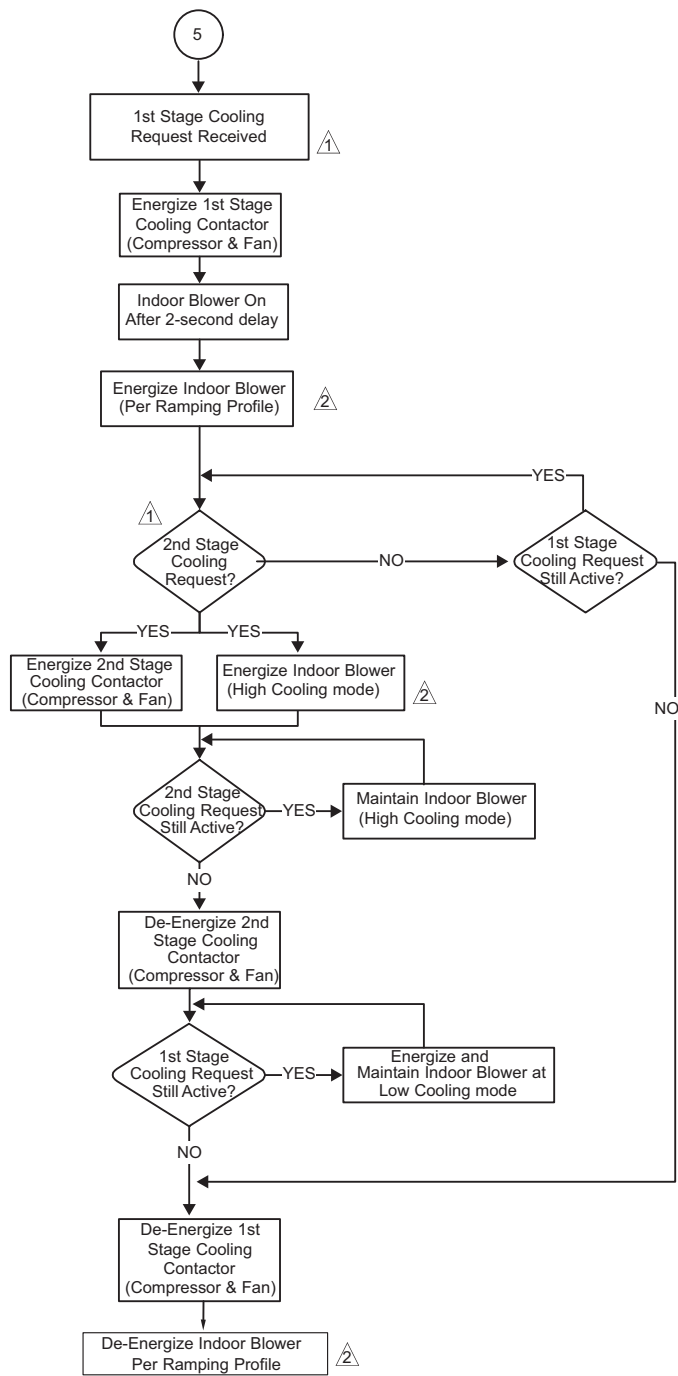 5
1st Stage Cooling
Request Received
1
Energize 1st Stage
Cooling Contactor
(Compressor & Fan)
Indoor Blower On
After 2-second delay
Energize Indoor Blower
(Per Ramping Profile)
2
YES
1
2nd Stage
Cooling
Request?
NO
1st Stage
Cooling Request
Still Active?
YES
YES
Energize 2nd Stage
Cooling Contactor
(Compressor & Fan)
Energize Indoor Blower
(High Cooling mode)
2
NO
2nd Stage
Cooling Request
Still Active?
YES
Maintain Indoor Blower
(High Cooling mode)
NO
De-Energize 2nd
Stage Cooling
Contactor
(Compressor & Fan)
1st Stage
Cooling Request
Still Active?
YES
Energize and
Maintain Indoor Blower at
Low Cooling mode
NO
De-Energize 1st
Stage Cooling
Contactor
(Compressor & Fan)
De-Energize Indoor Blower
Per Ramping Profile
2